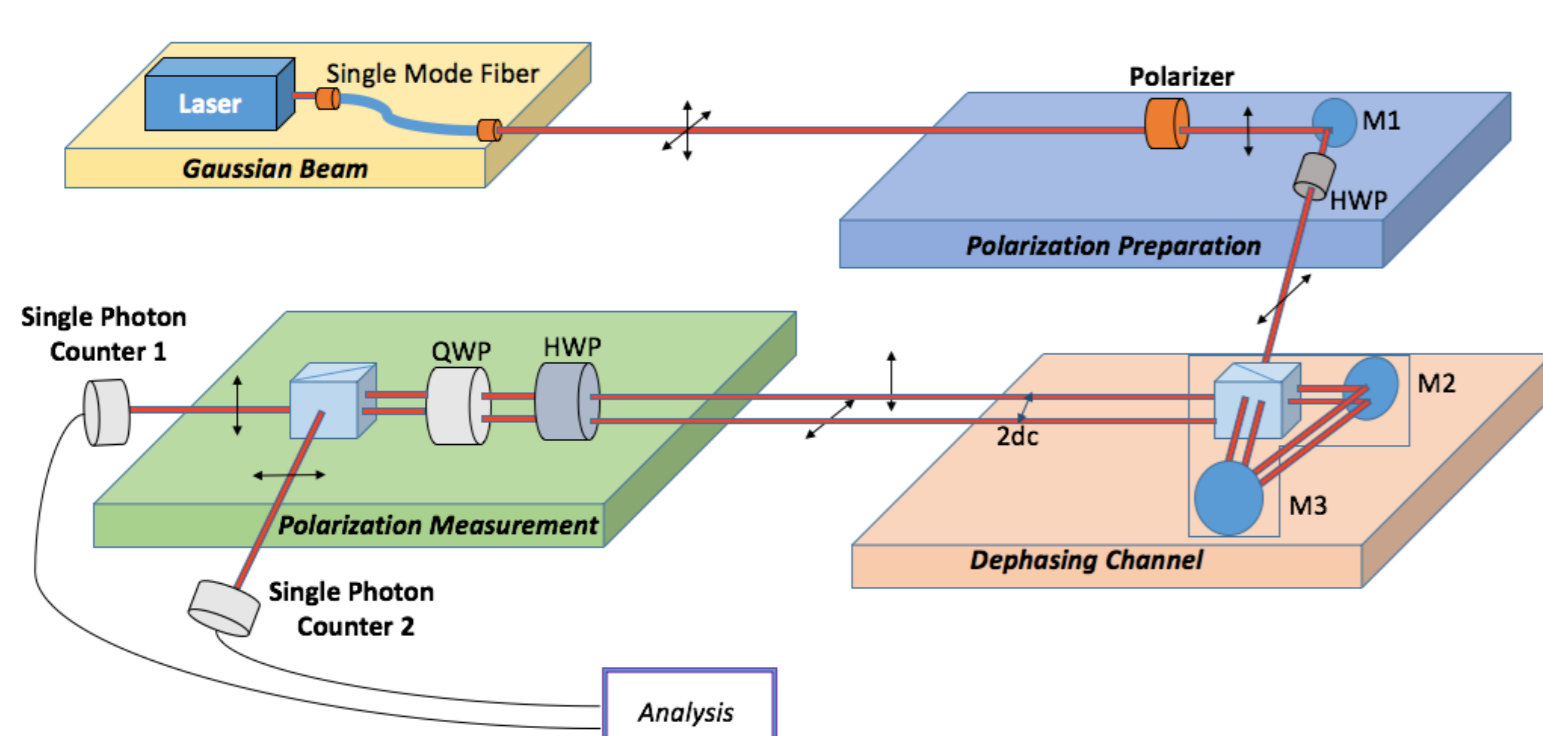 Single Mode Fiber
Laser
Gaussian Beam
Polarizer
M1
HWP
Polarization Preparation
Single Photon
Counter 1
QWP
HWP
2dc
M2
M3
Polarization Measurement
Dephasing Channel
Single Photon
Counter 2
Analysis